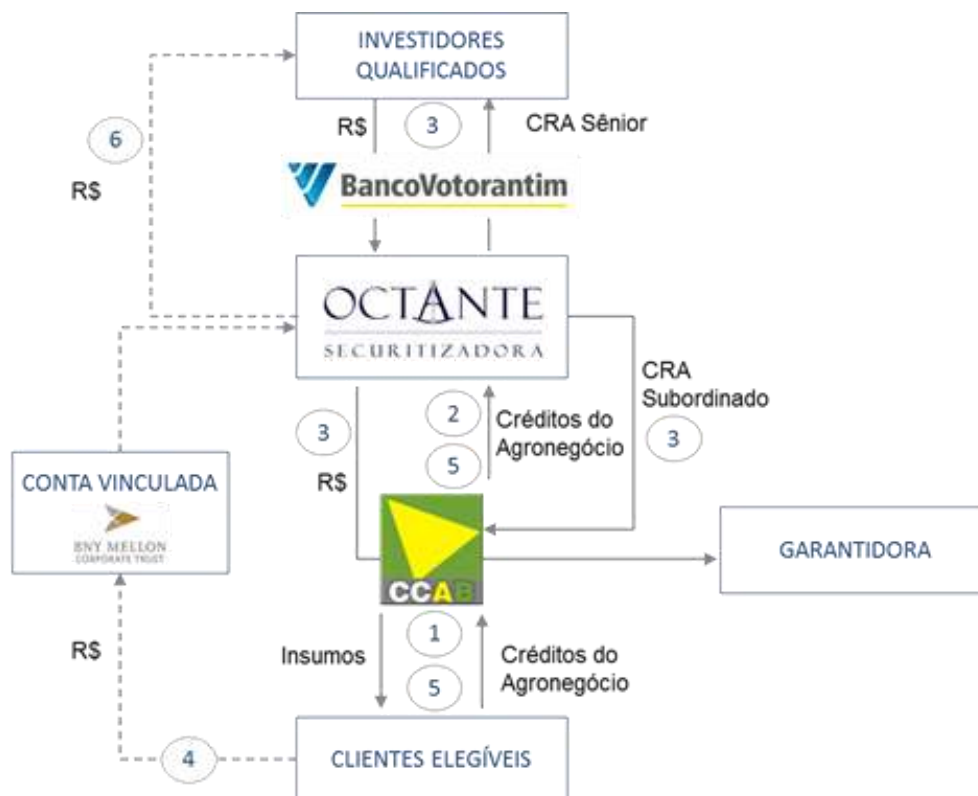 INVESTIDORES
QUALIFICADOS
R$
3
CRA Sênior
6
R$
BancoVotorantim
OCTANTE
SECURITIZADORA
CRA
Subordinado
3
3
R$
2
Créditos do
Agronegócio
5
CONTA VINCULADA
BNY MELLON
CORPORATE TRUST
CCAB
GARANTIDORA
R$
Insumos
1
5
Créditos do
Agronegócio
4
CLIENTES ELEGÍVEIS